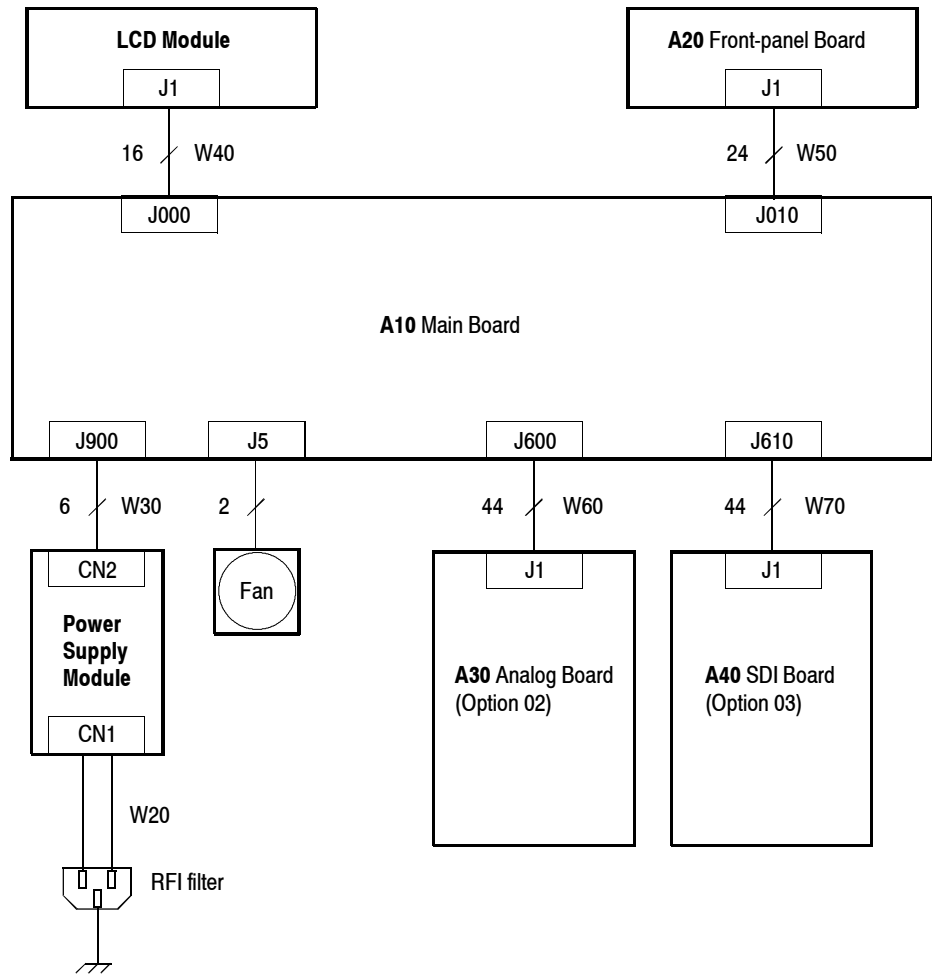 LCD Module
A20 Front-panel Board
J1
J1
16
W40
24
W50
J000
J010
A10 Main Board
J900
J5
J600
J610
6
W30
2
44
W60
44
W70
CN2
Fan
J1
J1
Power
Supply
Module
A30 Analog Board
(Option 02)
A40 SDI Board
(Option 03)
CN1
W20
RFI filter